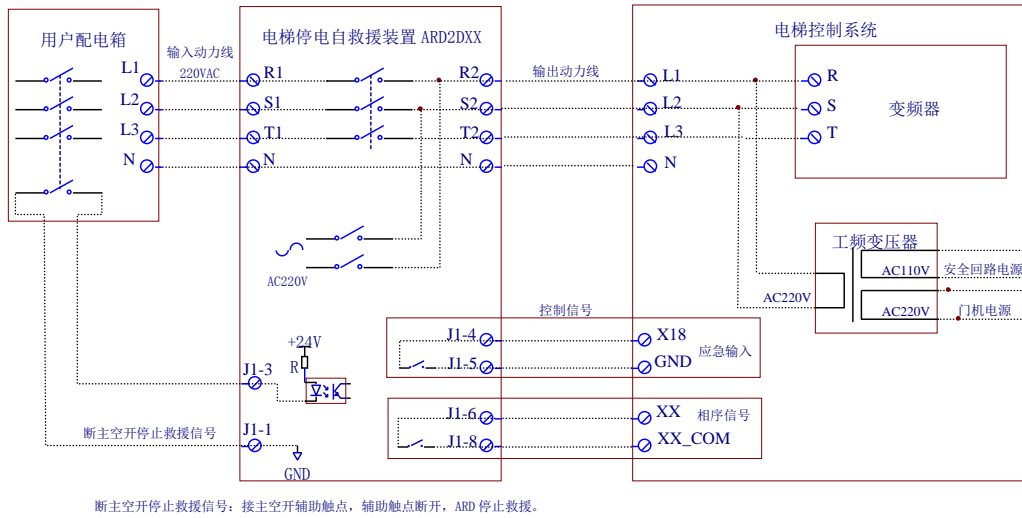 用户配电箱
L1
L2
L3
N
输入动力线
220VAC
电梯停电自救援装置 ARD2DXX
R1
S1
T1
N
R2
S2
T2
N
AC220V
+24V
R
J1-3
J1-1
GND
断主空开停止救援信号
输出动力线
控制信号
J1-4
J1-5
X18
GND
应急输入
J1-6
J1-8
XX
XX_COM
相序信号
电梯控制系统
L1
L2
L3
N
R
S
T
变频器
工频变压器
AC220V
AC110V
AC220V
安全回路电源
门机电源
断主空开停止救援信号：接主空开辅助触点，辅助触点断开，ARD 停止救援。